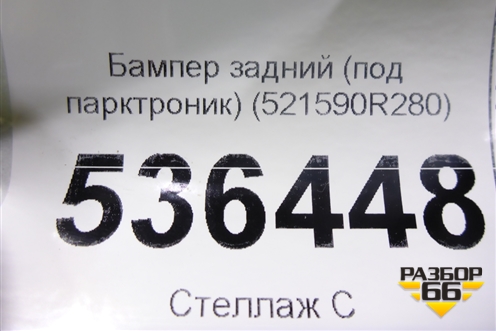 Бампер задний (под
парктроник) (521590R280)
536448
Стеллаж С
РАЗБОР
66